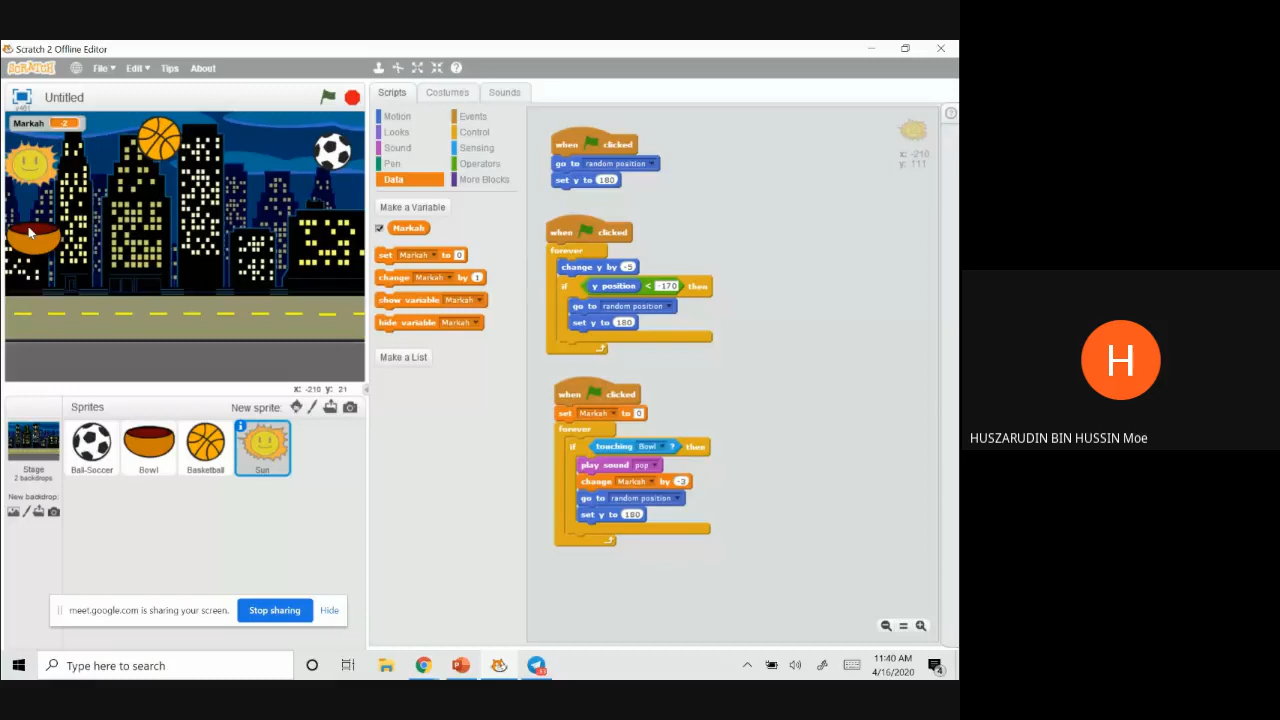 Scratch 2 Offline Editor
SCRATCH File Edit Tips About
Untitled
v461
Markah -2
x: -210 y: 21
Sprites New sprite:
Stage
2 backdrops
New backdrop:
Ball-Soccer Bowl Basketball Sun
meet.google.com is sharing your screen. Stop sharing Hide
Scripts Costumes Sounds
Motion Events
Looks Control
Sound Sensing
Pen Operators
Data More Blocks
Make a Variable
Markah
set Markah to 0
change Markah by 1
show variable Markah
hide variable Markah
Make a List
when clicked
go to random position
set y to 180
when clicked
forever
change y by -5
if y position < -170 then
go to random position
set y to 180
when clicked
set Markah to 0
forever
if touching Bowl ? then
play sound pop
change Markah by -3
go to random position
set y to 180
x: -210
y: 111
Type here to search
11:40 AM
4/16/2020
4
H
HUSZARUDIN BIN HUSSIN Moe